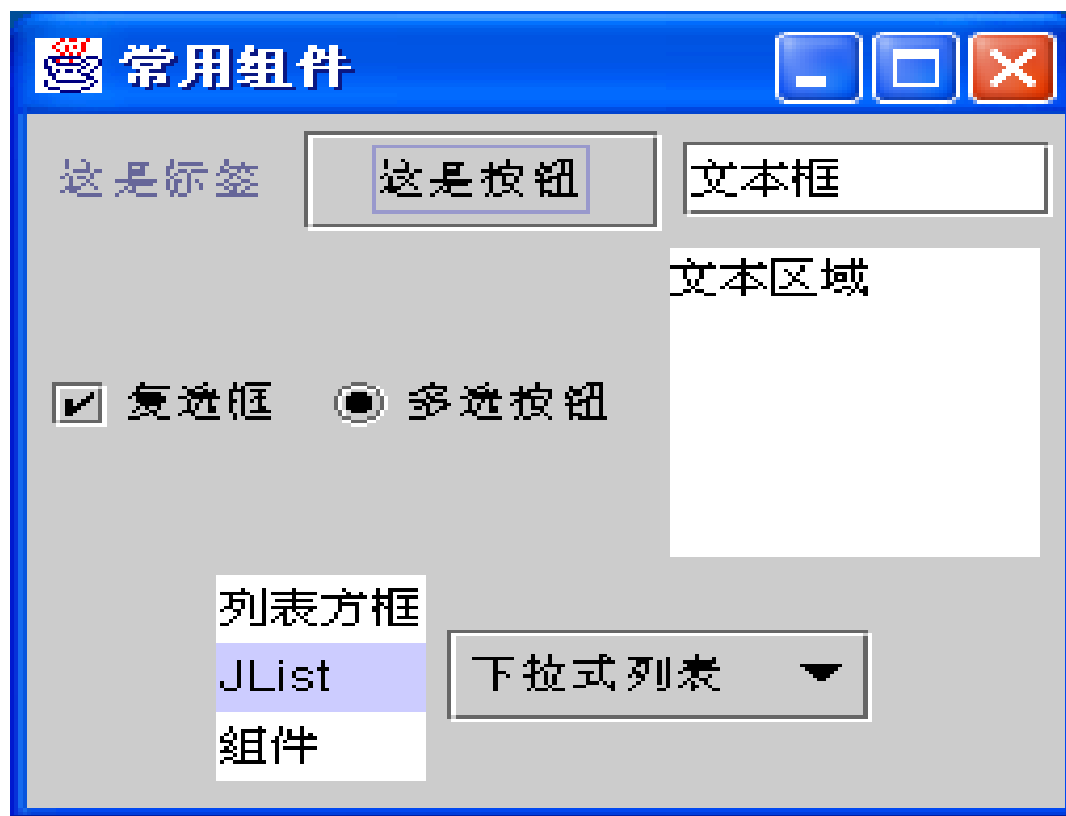 常用组件
这是标签 这是按钮 文本框
文本区域
复选框 多选按钮
列表方框
JList
下拉式列表
组件